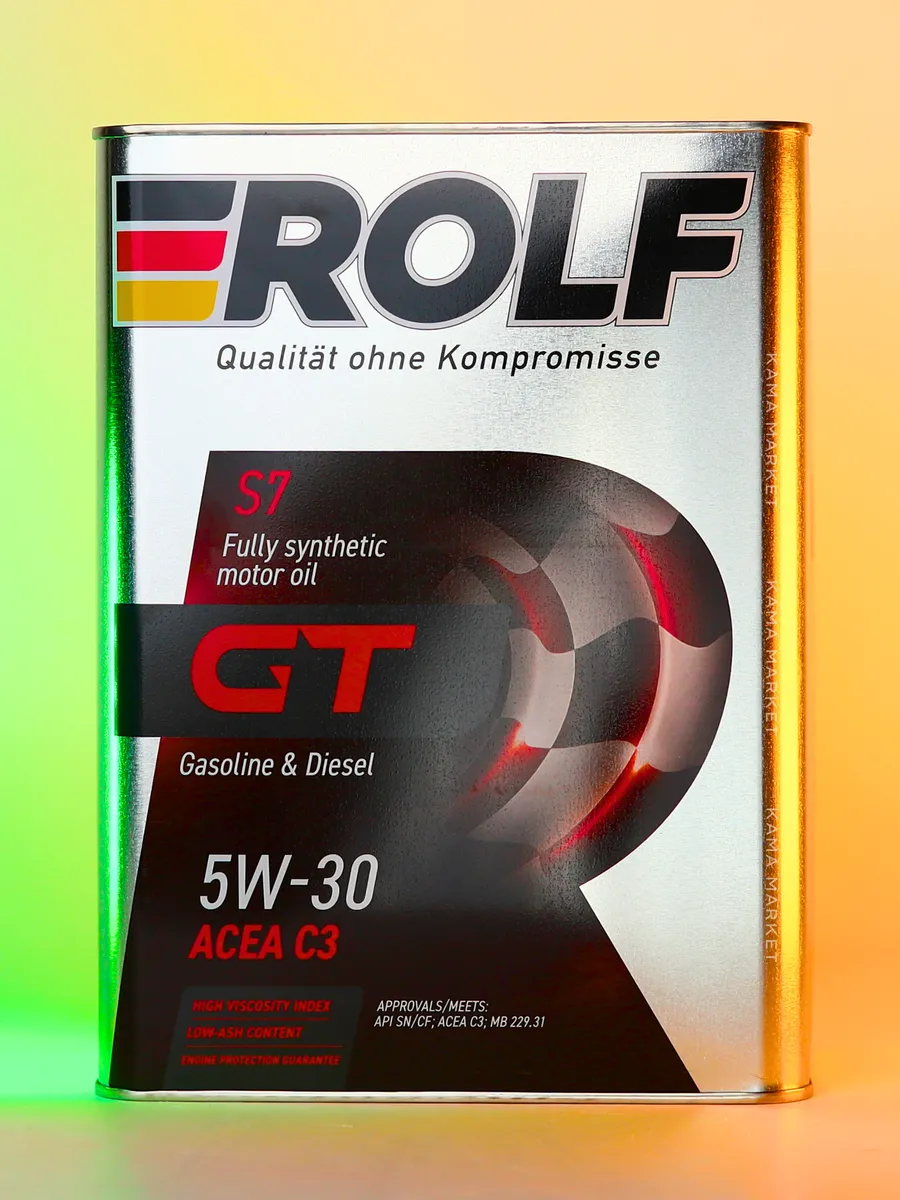 ROLF
Qualität ohne Kompromisse
S7
Fully synthetic
motor oil
GT
Gasoline & Diesel
5W-30
ACEA C3
HIGH VISCOSITY INDEX
LOW-ASH CONTENT
ENGINE PROTECTION GUARANTEE
APPROVALS/MEETS:
API SN/CF; ACEA C3; MB 229.31
KAMA MARKET
KAMA MARKET
KAMA MARKET